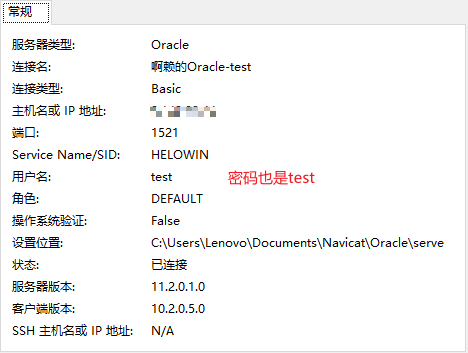 常规
服务器类型: Oracle
连接名: 啊赖的Oracle-test
连接类型: Basic
主机名或 IP 地址:
端口: 1521
Service Name/SID: HELOWIN
用户名: test 密码也是test
角色: DEFAULT
操作系统验证: False
设置位置: C:\Users\Lenovo\Documents\Navicat\Oracle\serve
状态: 已连接
服务器版本: 11.2.0.1.0
客户端版本: 10.2.0.5.0
SSH 主机名或 IP 地址: N/A